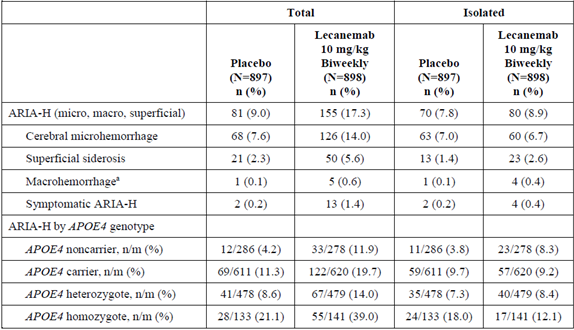 Total Isolated
Placebo (N=897) n (%) Lecanemab 10 mg/kg Biweekly (N=898) n (%) Placebo (N=897) n (%) Lecanemab 10 mg/kg Biweekly (N=898) n (%)
ARIA-H (micro, macro, superficial) 81 (9.0) 155 (17.3) 70 (7.8) 80 (8.9)
Cerebral microhemorrhage 68 (7.6) 126 (14.0) 63 (7.0) 60 (6.7)
Superficial siderosis 21 (2.3) 50 (5.6) 13 (1.4) 23 (2.6)
Macrohemorrhageᵃ 1 (0.1) 5 (0.6) 1 (0.1) 4 (0.4)
Symptomatic ARIA-H 2 (0.2) 13 (1.4) 2 (0.2) 4 (0.4)
ARIA-H by APOE4 genotype
APOE4 noncarrier, n/m (%) 12/286 (4.2) 33/278 (11.9) 11/286 (3.8) 23/278 (8.3)
APOE4 carrier, n/m (%) 69/611 (11.3) 122/620 (19.7) 59/611 (9.7) 57/620 (9.2)
APOE4 heterozygote, n/m (%) 41/478 (8.6) 67/479 (14.0) 35/478 (7.3) 40/479 (8.4)
APOE4 homozygote, n/m (%) 28/133 (21.1) 55/141 (39.0) 24/133 (18.0) 17/141 (12.1)